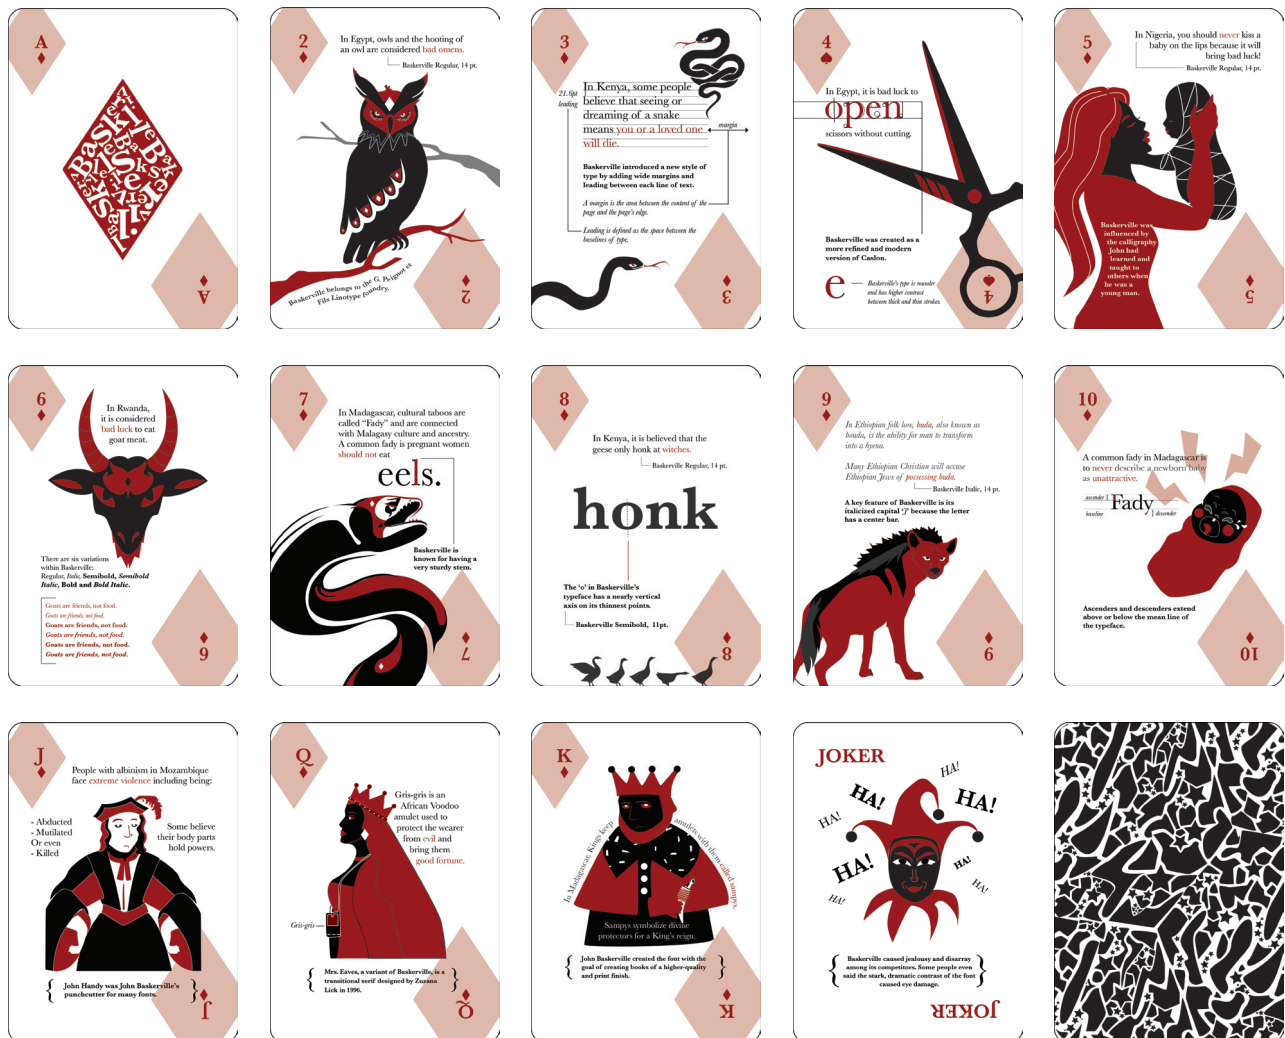 A
Baskerville
A
2
In Egypt, owls and the hooting of
an owl are considered bad omens.
Baskerville Regular, 14 pt.
Baskerville belongs to the G. Peignot et
Fils Linotype foundry.
2
3
21.6pt
leading
In Kenya, some people
believe that seeing or
dreaming of a snake
means you or a loved one
will die.
margin
Baskerville introduced a new style of
type by adding wide margins and
leading between each line of text.
A margin is the area between the content of the
page and the page's edge.
Leading is defined as the space between the
baselines of type.
3
4
In Egypt, it is bad luck to
open
scissors without cutting.
Baskerville was created as a
more refined and modern
version of Caslon.
e
Baskerville's type is rounder
and has higher contrast
between thick and thin strokes.
4
5
In Nigeria, you should never kiss a
baby on the lips because it will
bring bad luck!
Baskerville Regular, 14 pt.
Baskerville was
influenced by
the calligraphy
John had
learned and
taught to
others when
he was a
young man.
5
6
In Rwanda,
it is considered
bad luck to eat
goat meat.
There are six variations
within Baskerville:
Regular, Italic, Semibold, Semibold
Italic, Bold and Bold Italic.
Goats are friends, not food.
Goats are friends, not food.
Goats are friends, not food.
Goats are friends, not food.
Goats are friends, not food.
Goats are friends, not food.
6
7
In Madagascar, cultural taboos are
called "Fady" and are connected
with Malagasy culture and ancestry.
A common fady is pregnant women
should not eat
eels.
Baskerville is
known for having a
very sturdy stem.
7
8
In Kenya, it is believed that the
geese only honk at witches.
Baskerville Regular, 14 pt.
honk
The 'o' in Baskerville's
typeface has a nearly vertical
axis on its thinnest points.
Baskerville Semibold, 11pt.
8
9
In Ethiopian folk lore, buda, also known as
bouda, is the ability for man to transform
into a hyena.
Many Ethiopian Christian will accuse
Ethiopian Jews of possessing buda.
Baskerville Italic, 14 pt.
A key feature of Baskerville is its
italicized capital 'J' because the letter
has a center bar.
9
10
A common fady in Madagascar is
to never describe a newborn baby
as unattractive.
ascender
Fady
baseline
descender
Ascenders and descenders extend
above or below the mean line of
the typeface.
10
J
People with albinism in Mozambique
face extreme violence including being:
- Abducted
- Mutilated
Or even
- Killed
Some believe
their body parts
hold powers.
{ John Handy was John Baskerville's
punchcutter for many fonts. }
J
Q
Gris-gris is an
African Voodoo
amulet used to
protect the wearer
from evil and
bring them
good fortune.
Gris-gris
{ Mrs. Eaves, a variant of Baskerville, is a
transitional serif designed by Zuzana
Lick in 1996. }
Q
K
In Madagascar, Kings keep
amulets with them called sampys.
Sampys symbolize divine
protectors for a King's reign.
{ John Baskerville created the font with the
goal of creating books of a higher-quality
and print finish. }
K
JOKER
HA!
HA!
HA!
HA!
HA!
HA!
HA!
HA!
{ Baskerville caused jealousy and disarray
among its competitors. Some people even
said the stark, dramatic contrast of the font
caused eye damage. }
JOKER